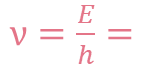 ν = E/h =